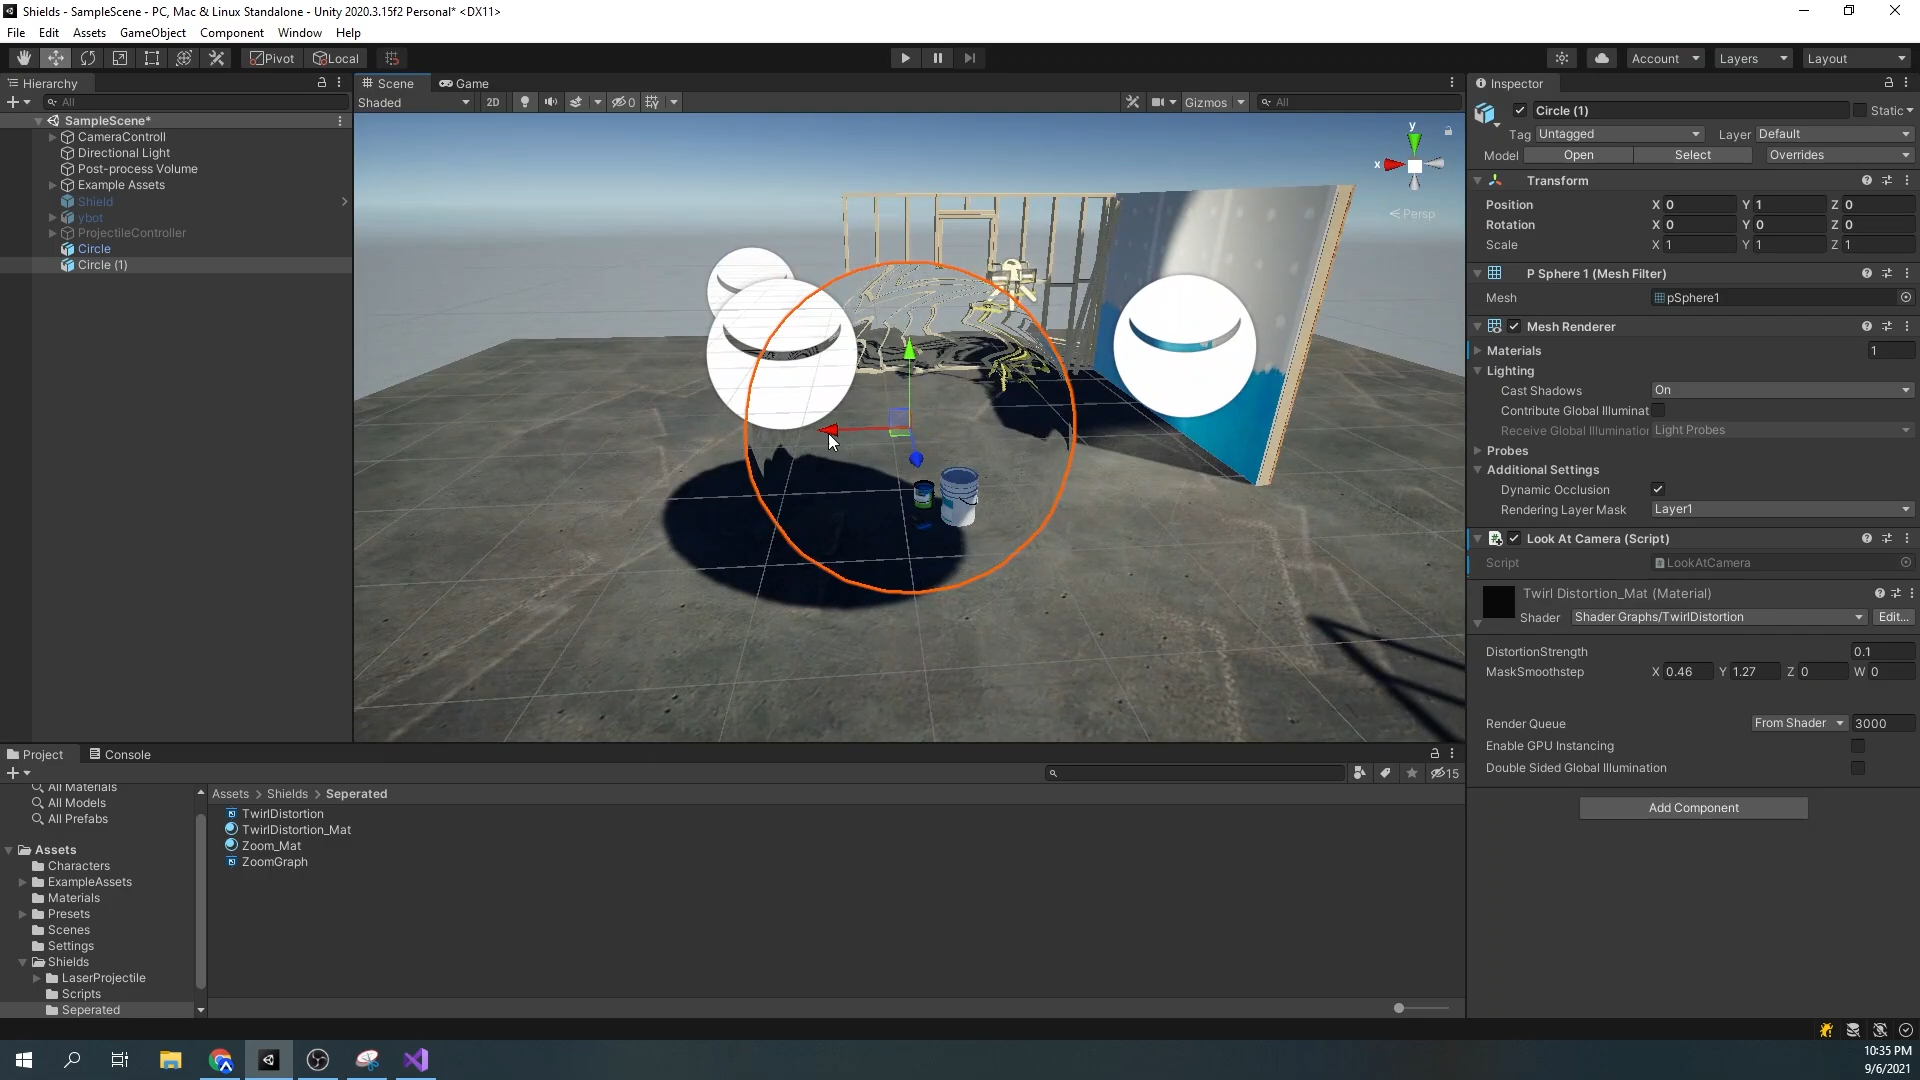 Shields - SampleScene - PC, Mac & Linux Standalone - Unity 2020.3.15f2 Personal* <DX11>
File Edit Assets GameObject Component Window Help
Pivot Local Account Layers Layout
Hierarchy
All
SampleScene*
CameraControll
Directional Light
Post-process Volume
Example Assets
Shield
ybot
ProjectileController
Circle
Circle (1)
Scene Game
Shaded 2D 0 Gizmos All
y
x
Persp
Inspector
Circle (1) Static
Tag Untagged Layer Default
Model Open Select Overrides
Transform
Position X 0 Y 1 Z 0
Rotation X 0 Y 0 Z 0
Scale X 1 Y 1 Z 1
P Sphere 1 (Mesh Filter)
Mesh pSphere1
Mesh Renderer
Materials 1
Lighting
Cast Shadows On
Contribute Global Illuminat
Receive Global Illumination Light Probes
Probes
Additional Settings
Dynamic Occlusion
Rendering Layer Mask Layer1
Look At Camera (Script)
Script LookAtCamera
Twirl Distortion_Mat (Material)
Shader Shader Graphs/TwirlDistortion Edit...
DistortionStrength 0.1
MaskSmoothstep X 0.46 Y 1.27 Z 0 W 0
Render Queue From Shader 3000
Enable GPU Instancing
Double Sided Global Illumination
Add Component
Project Console
15
All Materials
All Models
All Prefabs
Assets
Characters
ExampleAssets
Materials
Presets
Scenes
Settings
Shields
LaserProjectile
Scripts
Seperated
Assets > Shields > Seperated
TwirlDistortion
TwirlDistortion_Mat
Zoom_Mat
ZoomGraph
10:35 PM
9/6/2021